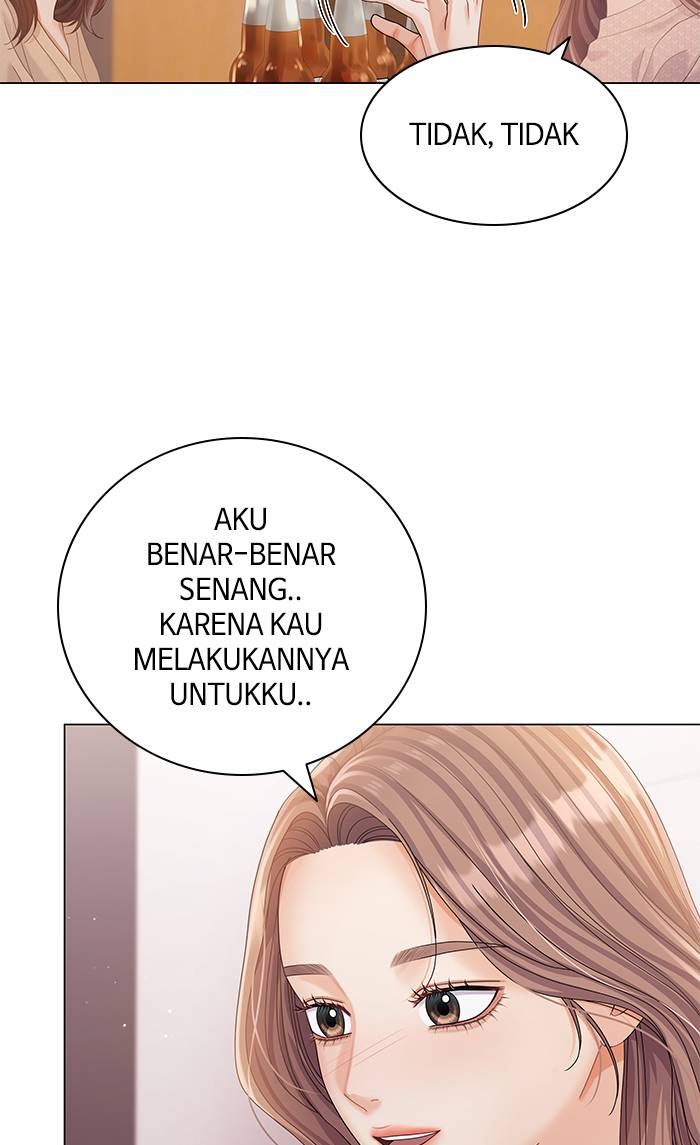 TIDAK, TIDAK
AKU
BENAR-BENAR
SENANG..
KARENA KAU
MELAKUKANNYA
UNTUKKU..